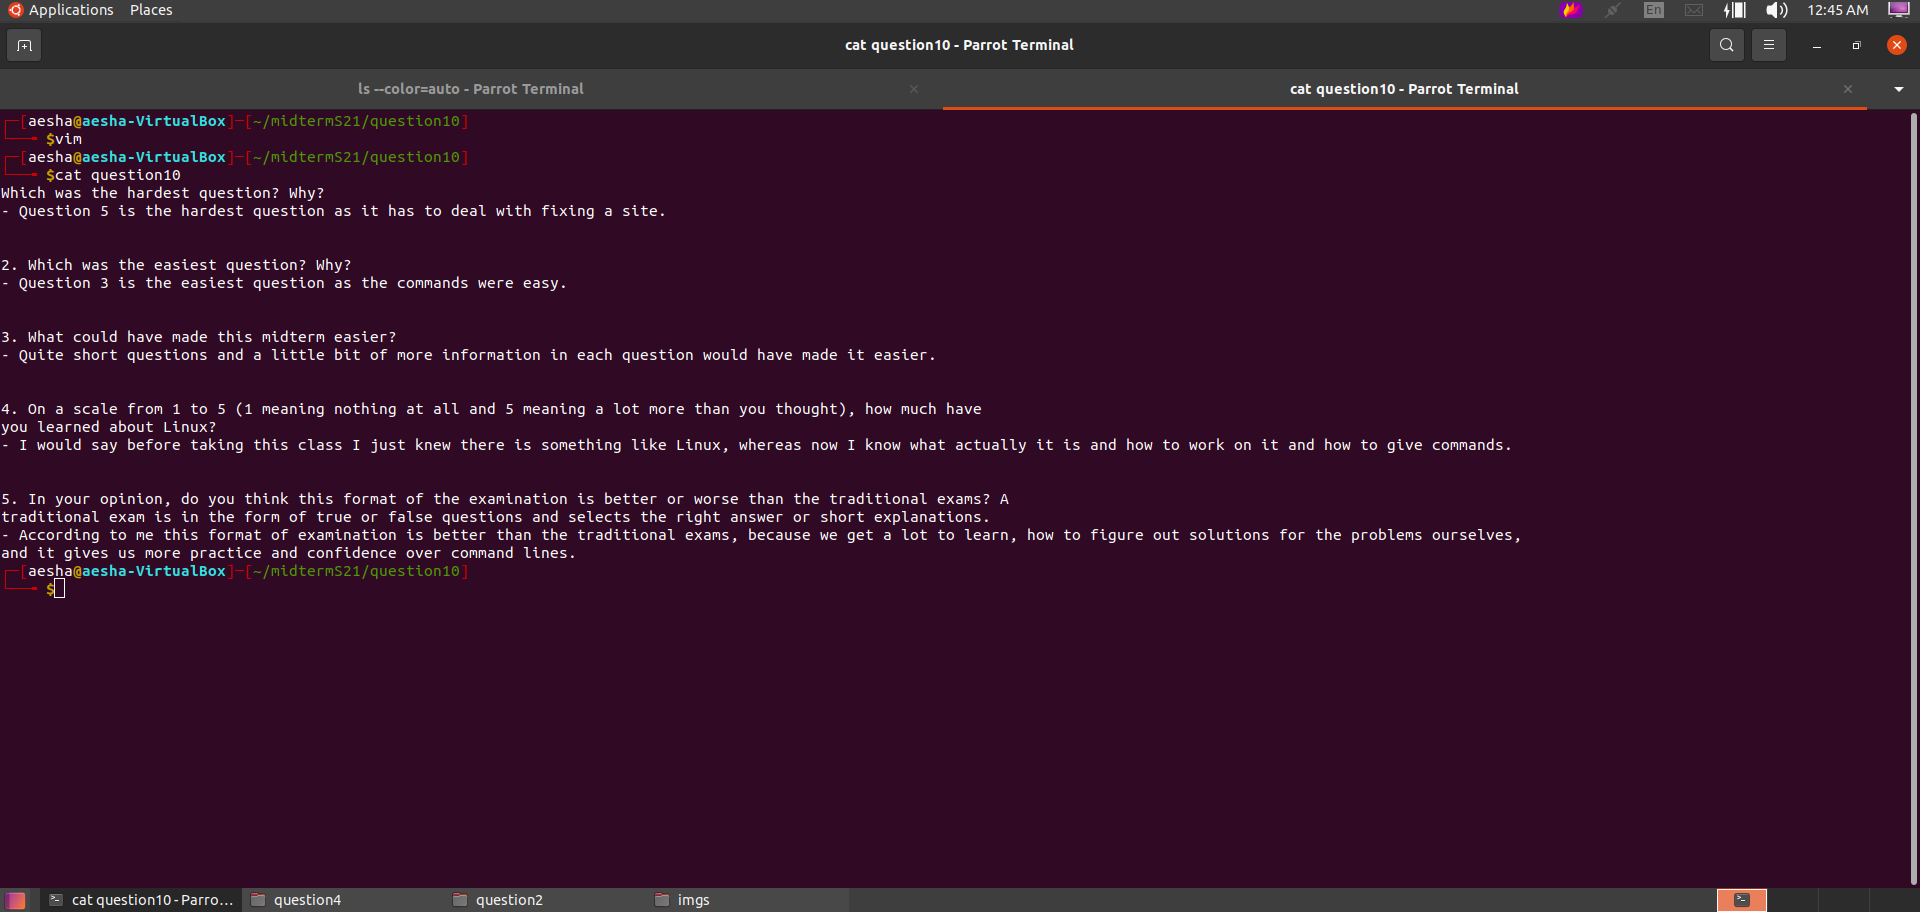 Applications Places
En
12:45 AM
cat question10 - Parrot Terminal
ls --color=auto - Parrot Terminal
cat question10 - Parrot Terminal
[aesha@aesha-VirtualBox]-[~/midtermS21/question10]
$vim
[aesha@aesha-VirtualBox]-[~/midtermS21/question10]
$cat question10
Which was the hardest question? Why?
- Question 5 is the hardest question as it has to deal with fixing a site.
2. Which was the easiest question? Why?
- Question 3 is the easiest question as the commands were easy.
3. What could have made this midterm easier?
- Quite short questions and a little bit of more information in each question would have made it easier.
4. On a scale from 1 to 5 (1 meaning nothing at all and 5 meaning a lot more than you thought), how much have
you learned about Linux?
- I would say before taking this class I just knew there is something like Linux, whereas now I know what actually it is and how to work on it and how to give commands.
5. In your opinion, do you think this format of the examination is better or worse than the traditional exams? A
traditional exam is in the form of true or false questions and selects the right answer or short explanations.
- According to me this format of examination is better than the traditional exams, because we get a lot to learn, how to figure out solutions for the problems ourselves,
and it gives us more practice and confidence over command lines.
[aesha@aesha-VirtualBox]-[~/midtermS21/question10]
$
cat question10 - Parro...
question4
question2
imgs